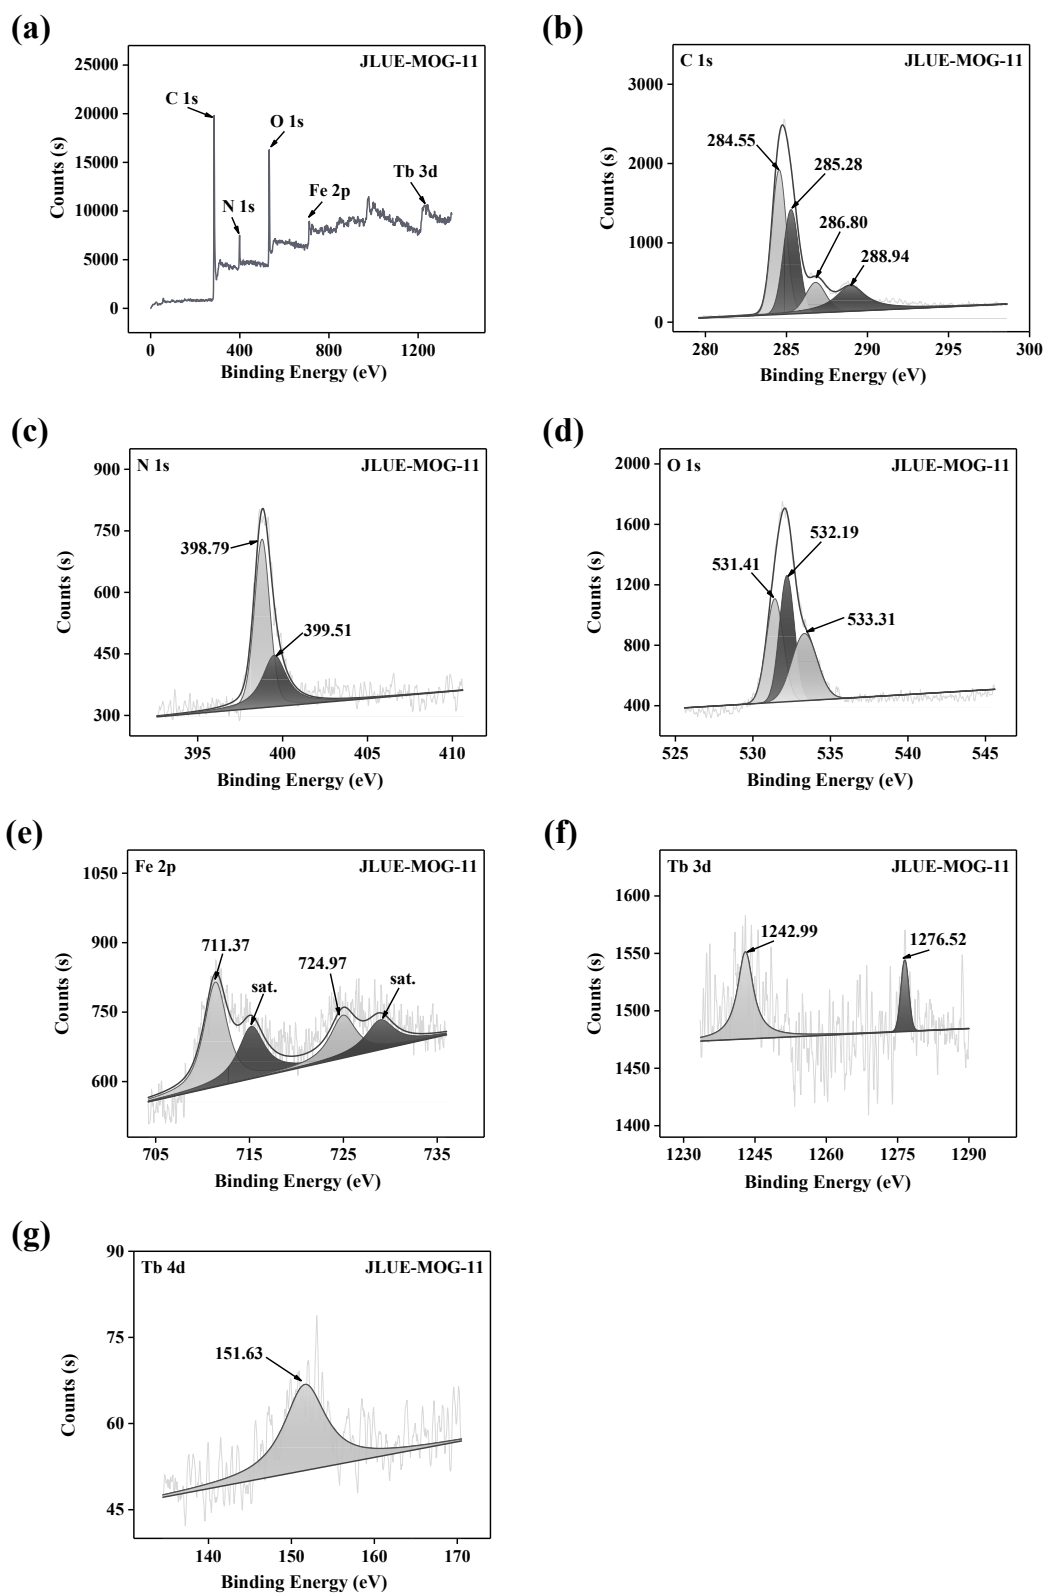 (a)
JLUE-MOG-11
C 1s
O 1s
N 1s
Fe 2p
Tb 3d
25000
20000
15000
10000
5000
0
Counts (s)
0 400 800 1200
Binding Energy (eV)
(b)
C 1s JLUE-MOG-11
284.55
285.28
286.80
288.94
3000
2000
1000
0
Counts (s)
280 285 290 295 300
Binding Energy (eV)
(c)
N 1s JLUE-MOG-11
398.79
399.51
900
750
600
450
300
Counts (s)
395 400 405 410
Binding Energy (eV)
(d)
O 1s JLUE-MOG-11
532.19
531.41
533.31
2000
1600
1200
800
400
Counts (s)
525 530 535 540 545
Binding Energy (eV)
(e)
Fe 2p JLUE-MOG-11
711.37
sat.
724.97
sat.
1050
900
750
600
Counts (s)
705 715 725 735
Binding Energy (eV)
(f)
Tb 3d JLUE-MOG-11
1242.99
1276.52
1600
1550
1500
1450
1400
Counts (s)
1230 1245 1260 1275 1290
Binding Energy (eV)
(g)
Tb 4d JLUE-MOG-11
151.63
90
75
60
45
Counts (s)
140 150 160 170
Binding Energy (eV)